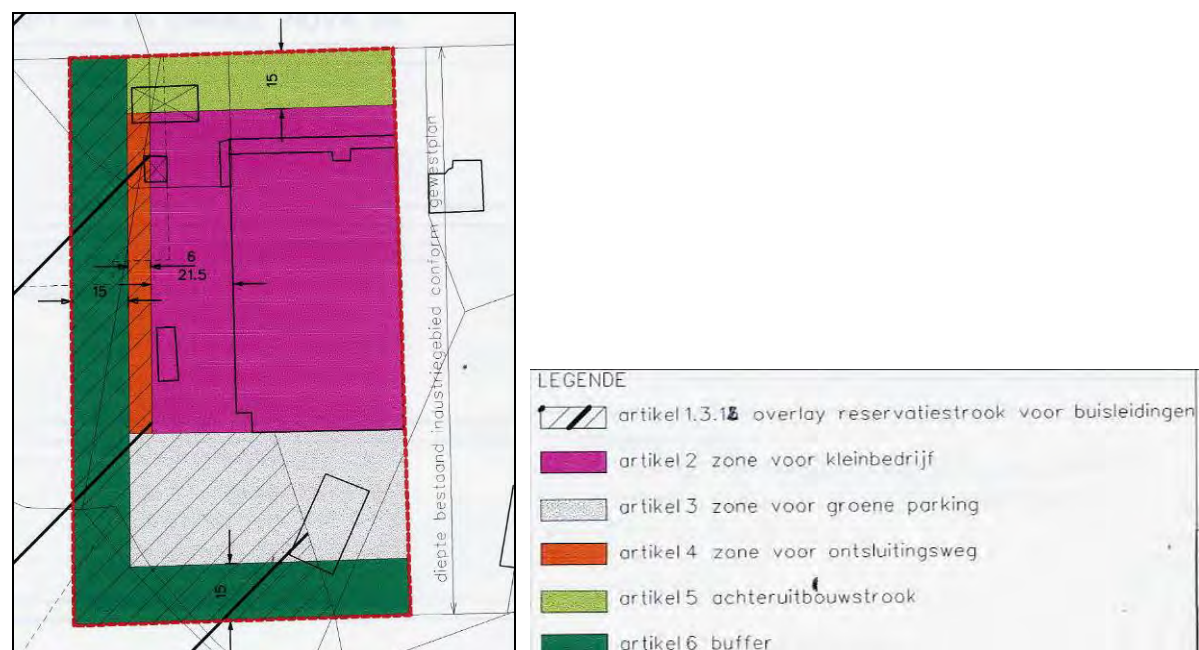 15
6
21.5
15
15
diepte bestaand industriegebied conform gewestplan
LEGENDE
artikel 1.3.12 overlay reservatiestrook voor buisleidingen
artikel 2 zone voor kleinbedrijf
artikel 3 zone voor groene parking
artikel 4 zone voor ontsluitingsweg
artikel 5 achteruitbouwstrook
artikel 6 buffer